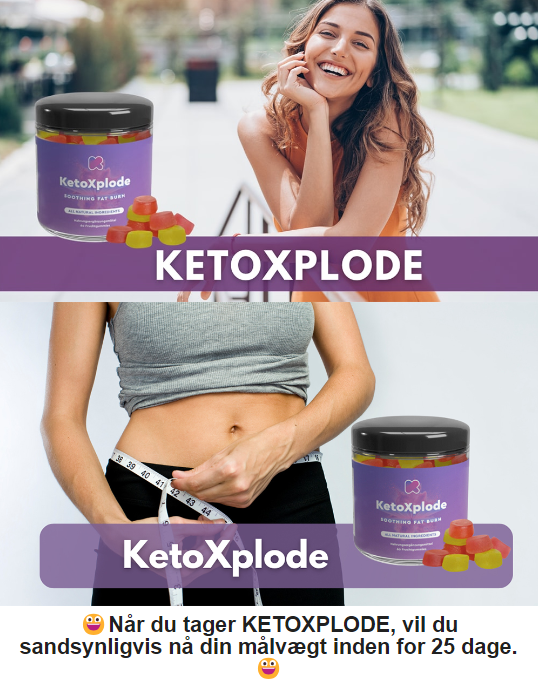 KetoXplode
SOOTHING FAT BURN
ALL NATURAL INGREDIENTS
KETOXPLODE
38 39 40 41 42 43 44
KetoXplode
SOOTHING FAT BURN
ALL NATURAL INGREDIENTS
KetoXplode
😀 Når du tager KETOXPLODE, vil du
sandsynligvis nå din målvægt inden for 25 dage.
😀